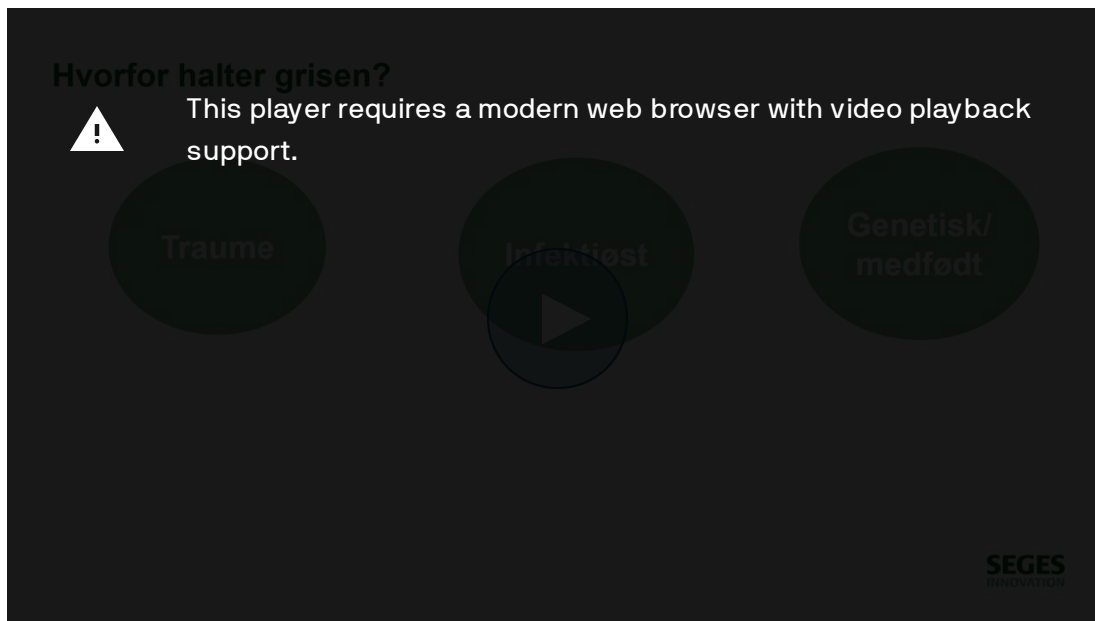 Hvorfor halter grisen?
This player requires a modern web browser with video playback
support.
Traume
Infektiøst
Genetisk/
medfødt
SEGES
INNOVATION